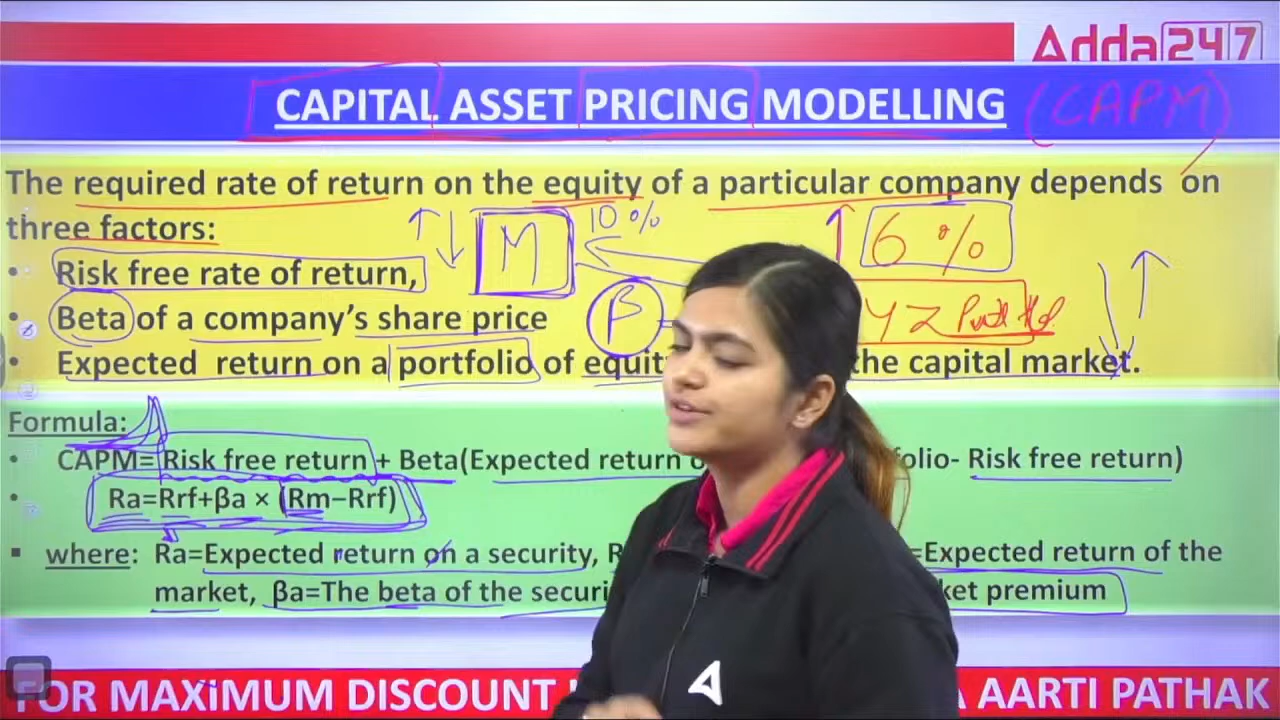 Adda247
CAPITAL ASSET PRICING MODELLING (CAPM)
The required rate of return on the equity of a particular company depends on
three factors:
M 10 % 6 %
• Risk free rate of return,
• Beta of a company's share price
β
YZ
• Expected return on a portfolio of the capital market.
Formula:
• CAPM= Risk free return + Beta(Expected return - Risk free return)
• Ra=Rrf+βa × (Rm–Rrf)
▪ where: Ra=Expected return on a security, =Expected return of the
market, βa=The beta of the premium
FOR MAXIMUM DISCOUNT AARTI PATHAK